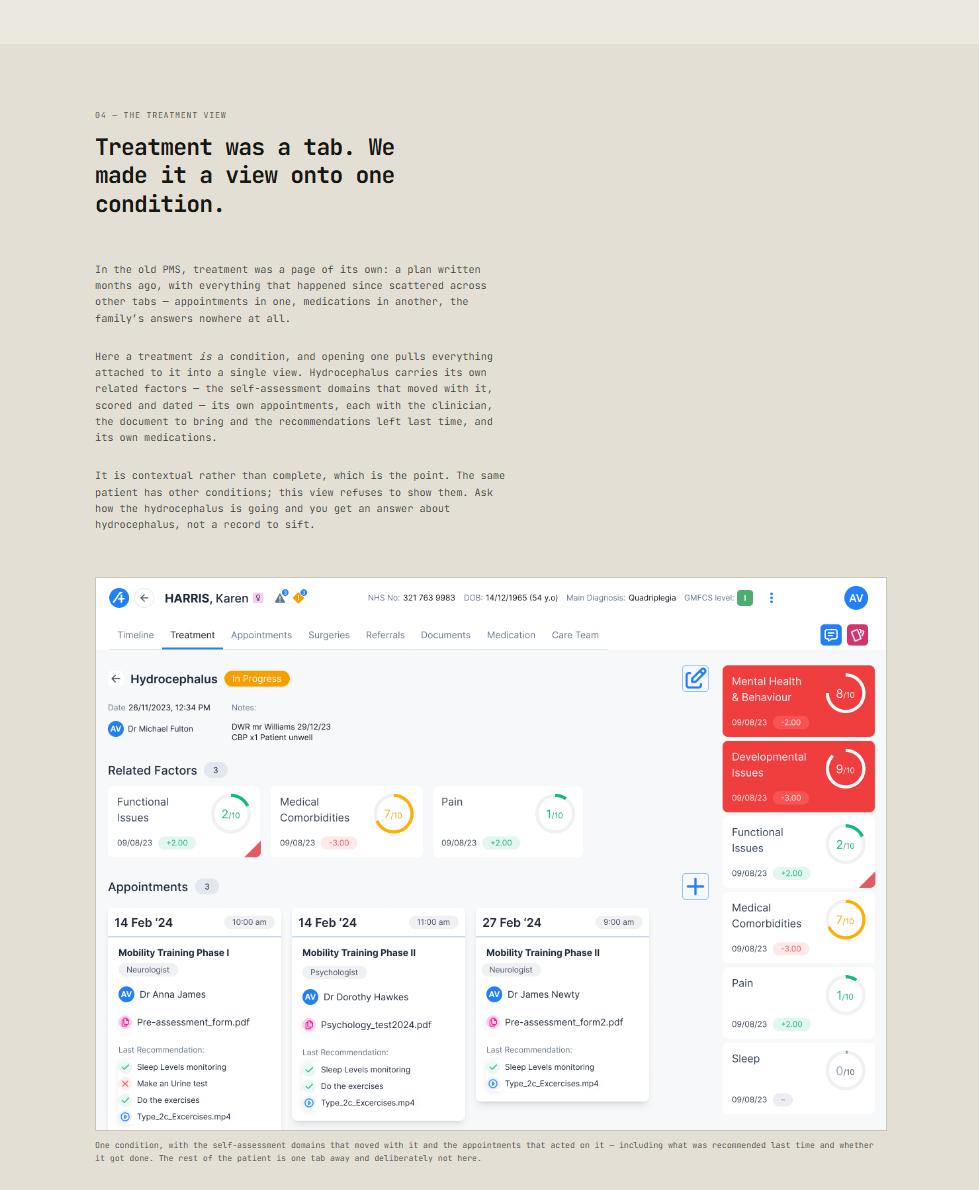 04 — THE TREATMENT VIEW
Treatment was a tab. We
made it a view onto one
condition.
In the old PMS, treatment was a page of its own: a plan written
months ago, with everything that happened since scattered across
other tabs — appointments in one, medications in another, the
family’s answers nowhere at all.
Here a treatment is a condition, and opening one pulls everything
attached to it into a single view. Hydrocephalus carries its own
related factors — the self-assessment domains that moved with it,
scored and dated — its own appointments, each with the clinician,
the document to bring and the recommendations left last time, and
its own medications.
It is contextual rather than complete, which is the point. The same
patient has other conditions; this view refuses to show them. Ask
how the hydrocephalus is going and you get an answer about
hydrocephalus, not a record to sift.
HARRIS, Karen
NHS No: 321 763 9983 DOB: 14/12/1965 (54 y.o) Main Diagnosis: Quadriplegia GMFCS level: I
AV
Timeline Treatment Appointments Surgeries Referrals Documents Medication Care Team
Hydrocephalus In Progress
Date 26/11/2023, 12:34 PM Notes:
AV Dr Michael Fulton
DWR mr Williams 29/12/23
CBP x1 Patient unwell
Related Factors 3
Functional
Issues
2/10
09/08/23 +2.00
Medical
Comorbidities
7/10
09/08/23 -3.00
Pain
1/10
09/08/23 +2.00
Appointments 3
14 Feb ‘24 10:00 am
Mobility Training Phase I
Neurologist
AV Dr Anna James
Pre-assessment_form.pdf
Last Recommendation:
Sleep Levels monitoring
Make an Urine test
Do the exercises
Type_2c_Excercises.mp4
14 Feb ‘24 11:00 am
Mobility Training Phase II
Psychologist
AV Dr Dorothy Hawkes
Psychology_test2024.pdf
Last Recommendation:
Sleep Levels monitoring
Do the exercises
Type_2c_Excercises.mp4
27 Feb ‘24 9:00 am
Mobility Training Phase II
Neurologist
AV Dr James Newty
Pre-assessment_form2.pdf
Last Recommendation:
Sleep Levels monitoring
Type_2c_Excercises.mp4
Mental Health
& Behaviour
8/10
09/08/23 -2.00
Developmental
Issues
9/10
09/08/23 -3.00
Functional
Issues
2/10
09/08/23 +2.00
Medical
Comorbidities
7/10
09/08/23 -3.00
Pain
1/10
09/08/23 +2.00
Sleep
0/10
09/08/23 –
One condition, with the self-assessment domains that moved with it and the appointments that acted on it — including what was recommended last time and whether
it got done. The rest of the patient is one tab away and deliberately not here.